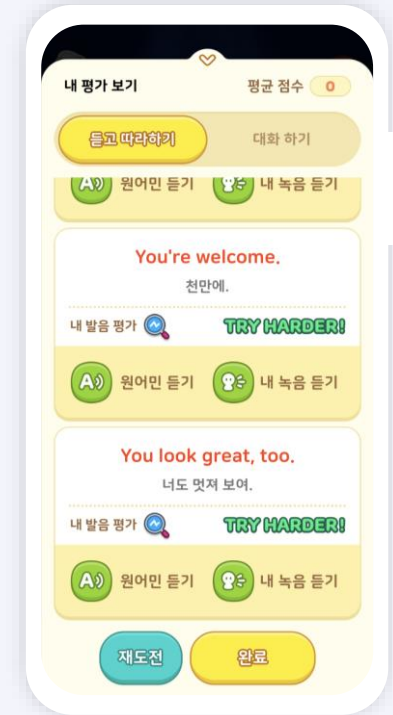 내 평가 보기 평균 점수 0
듣고 따라하기 대화 하기
A 원어민 듣기 내 녹음 듣기
You're welcome.
천만에.
내 발음 평가 TRY HARDER!
A 원어민 듣기 내 녹음 듣기
You look great, too.
너도 멋져 보여.
내 발음 평가 TRY HARDER!
A 원어민 듣기 내 녹음 듣기
재도전 완료